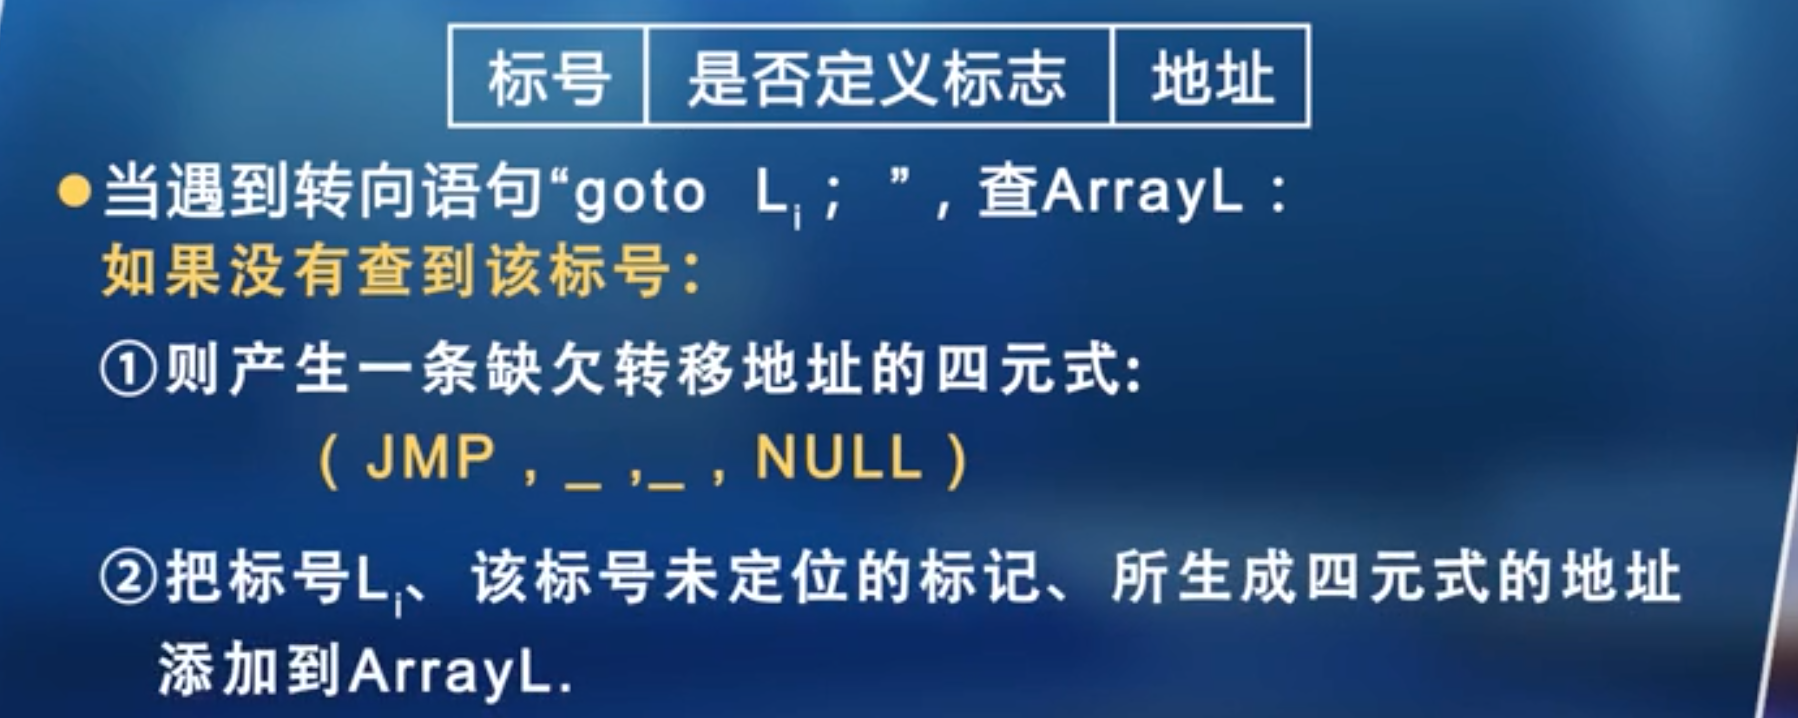 标号 是否定义标志 地址
●当遇到转向语句“goto Li； ”，查ArrayL：
如果没有查到该标号：
①则产生一条缺欠转移地址的四元式:
（JMP，_ ,_，NULL）
②把标号Li、该标号未定位的标记、所生成四元式的地址
添加到ArrayL.